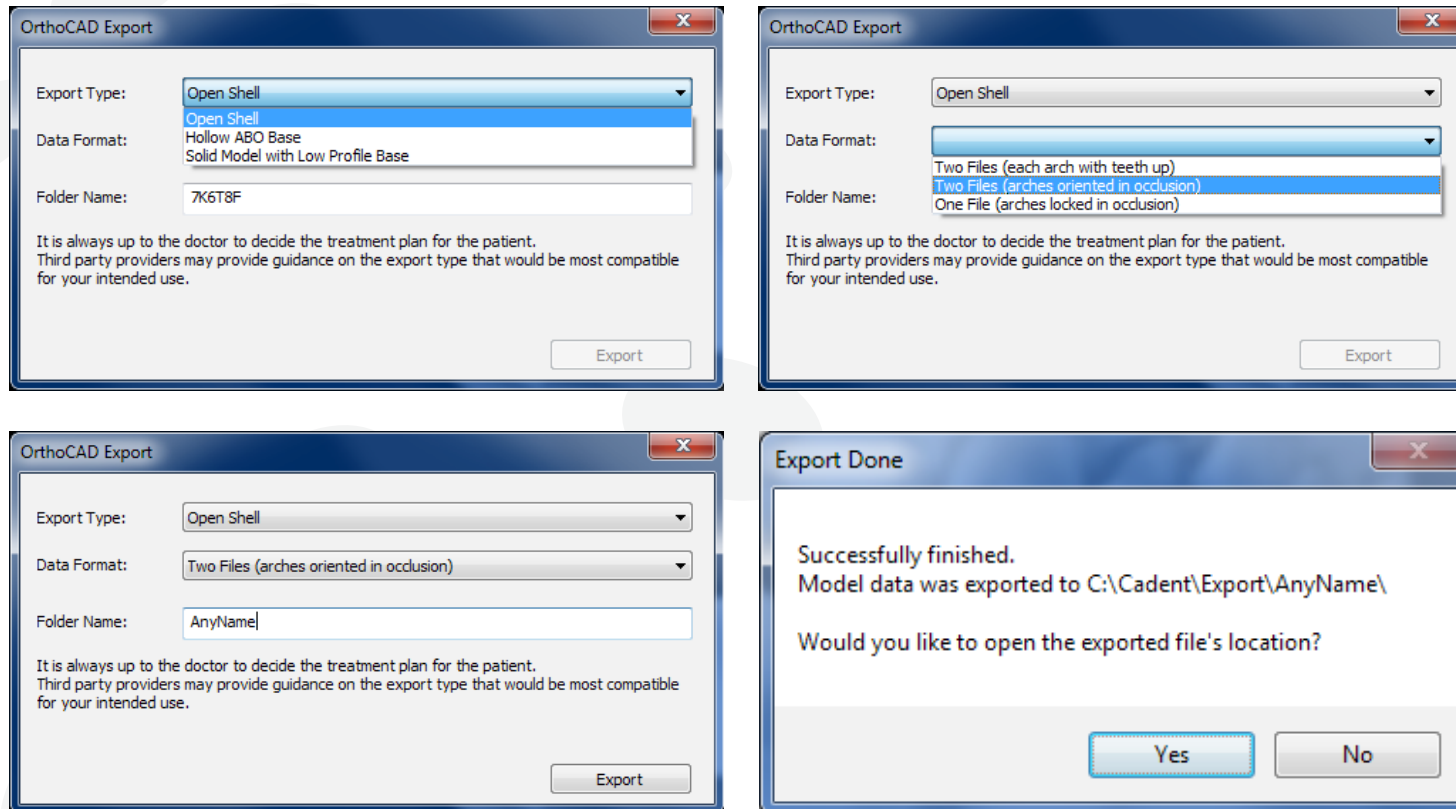 OrthoCAD Export
Export Type:
Open Shell
Open Shell
Hollow ABO Base
Solid Model with Low Profile Base
Data Format:
Folder Name:
7K6T8F
It is always up to the doctor to decide the treatment plan for the patient.
Third party providers may provide guidance on the export type that would be most compatible
for your intended use.
Export
OrthoCAD Export
Export Type:
Open Shell
Data Format:
Two Files (each arch with teeth up)
Two Files (arches oriented in occlusion)
One File (arches locked in occlusion)
Folder Name:
It is always up to the doctor to decide the treatment plan for the patient.
Third party providers may provide guidance on the export type that would be most compatible
for your intended use.
Export
OrthoCAD Export
Export Type:
Open Shell
Data Format:
Two Files (arches oriented in occlusion)
Folder Name:
AnyName
It is always up to the doctor to decide the treatment plan for the patient.
Third party providers may provide guidance on the export type that would be most compatible
for your intended use.
Export
Export Done
Successfully finished.
Model data was exported to C:\Cadent\Export\AnyName\
Would you like to open the exported file's location?
Yes
No